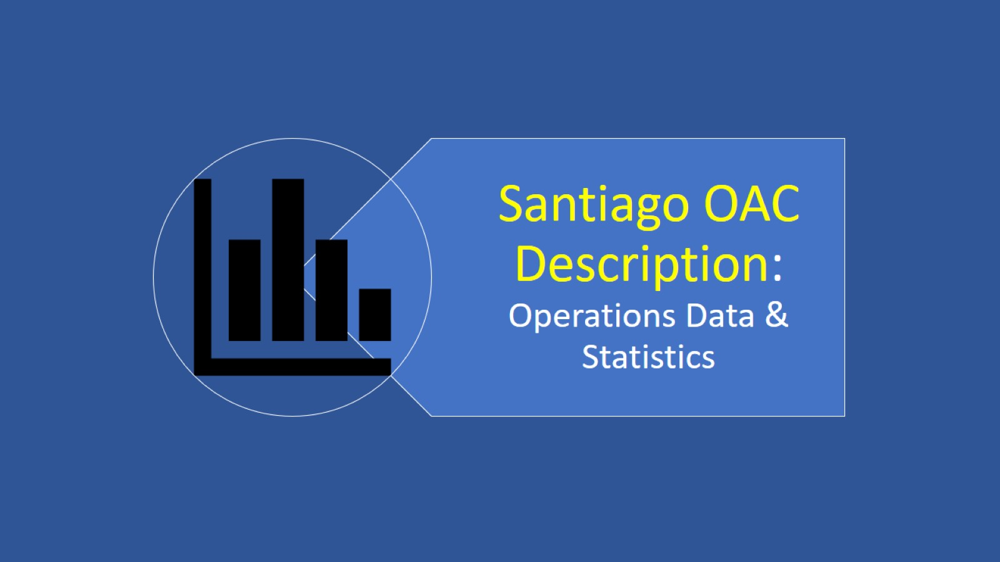 Santiago OAC
Description:
Operations Data &
Statistics